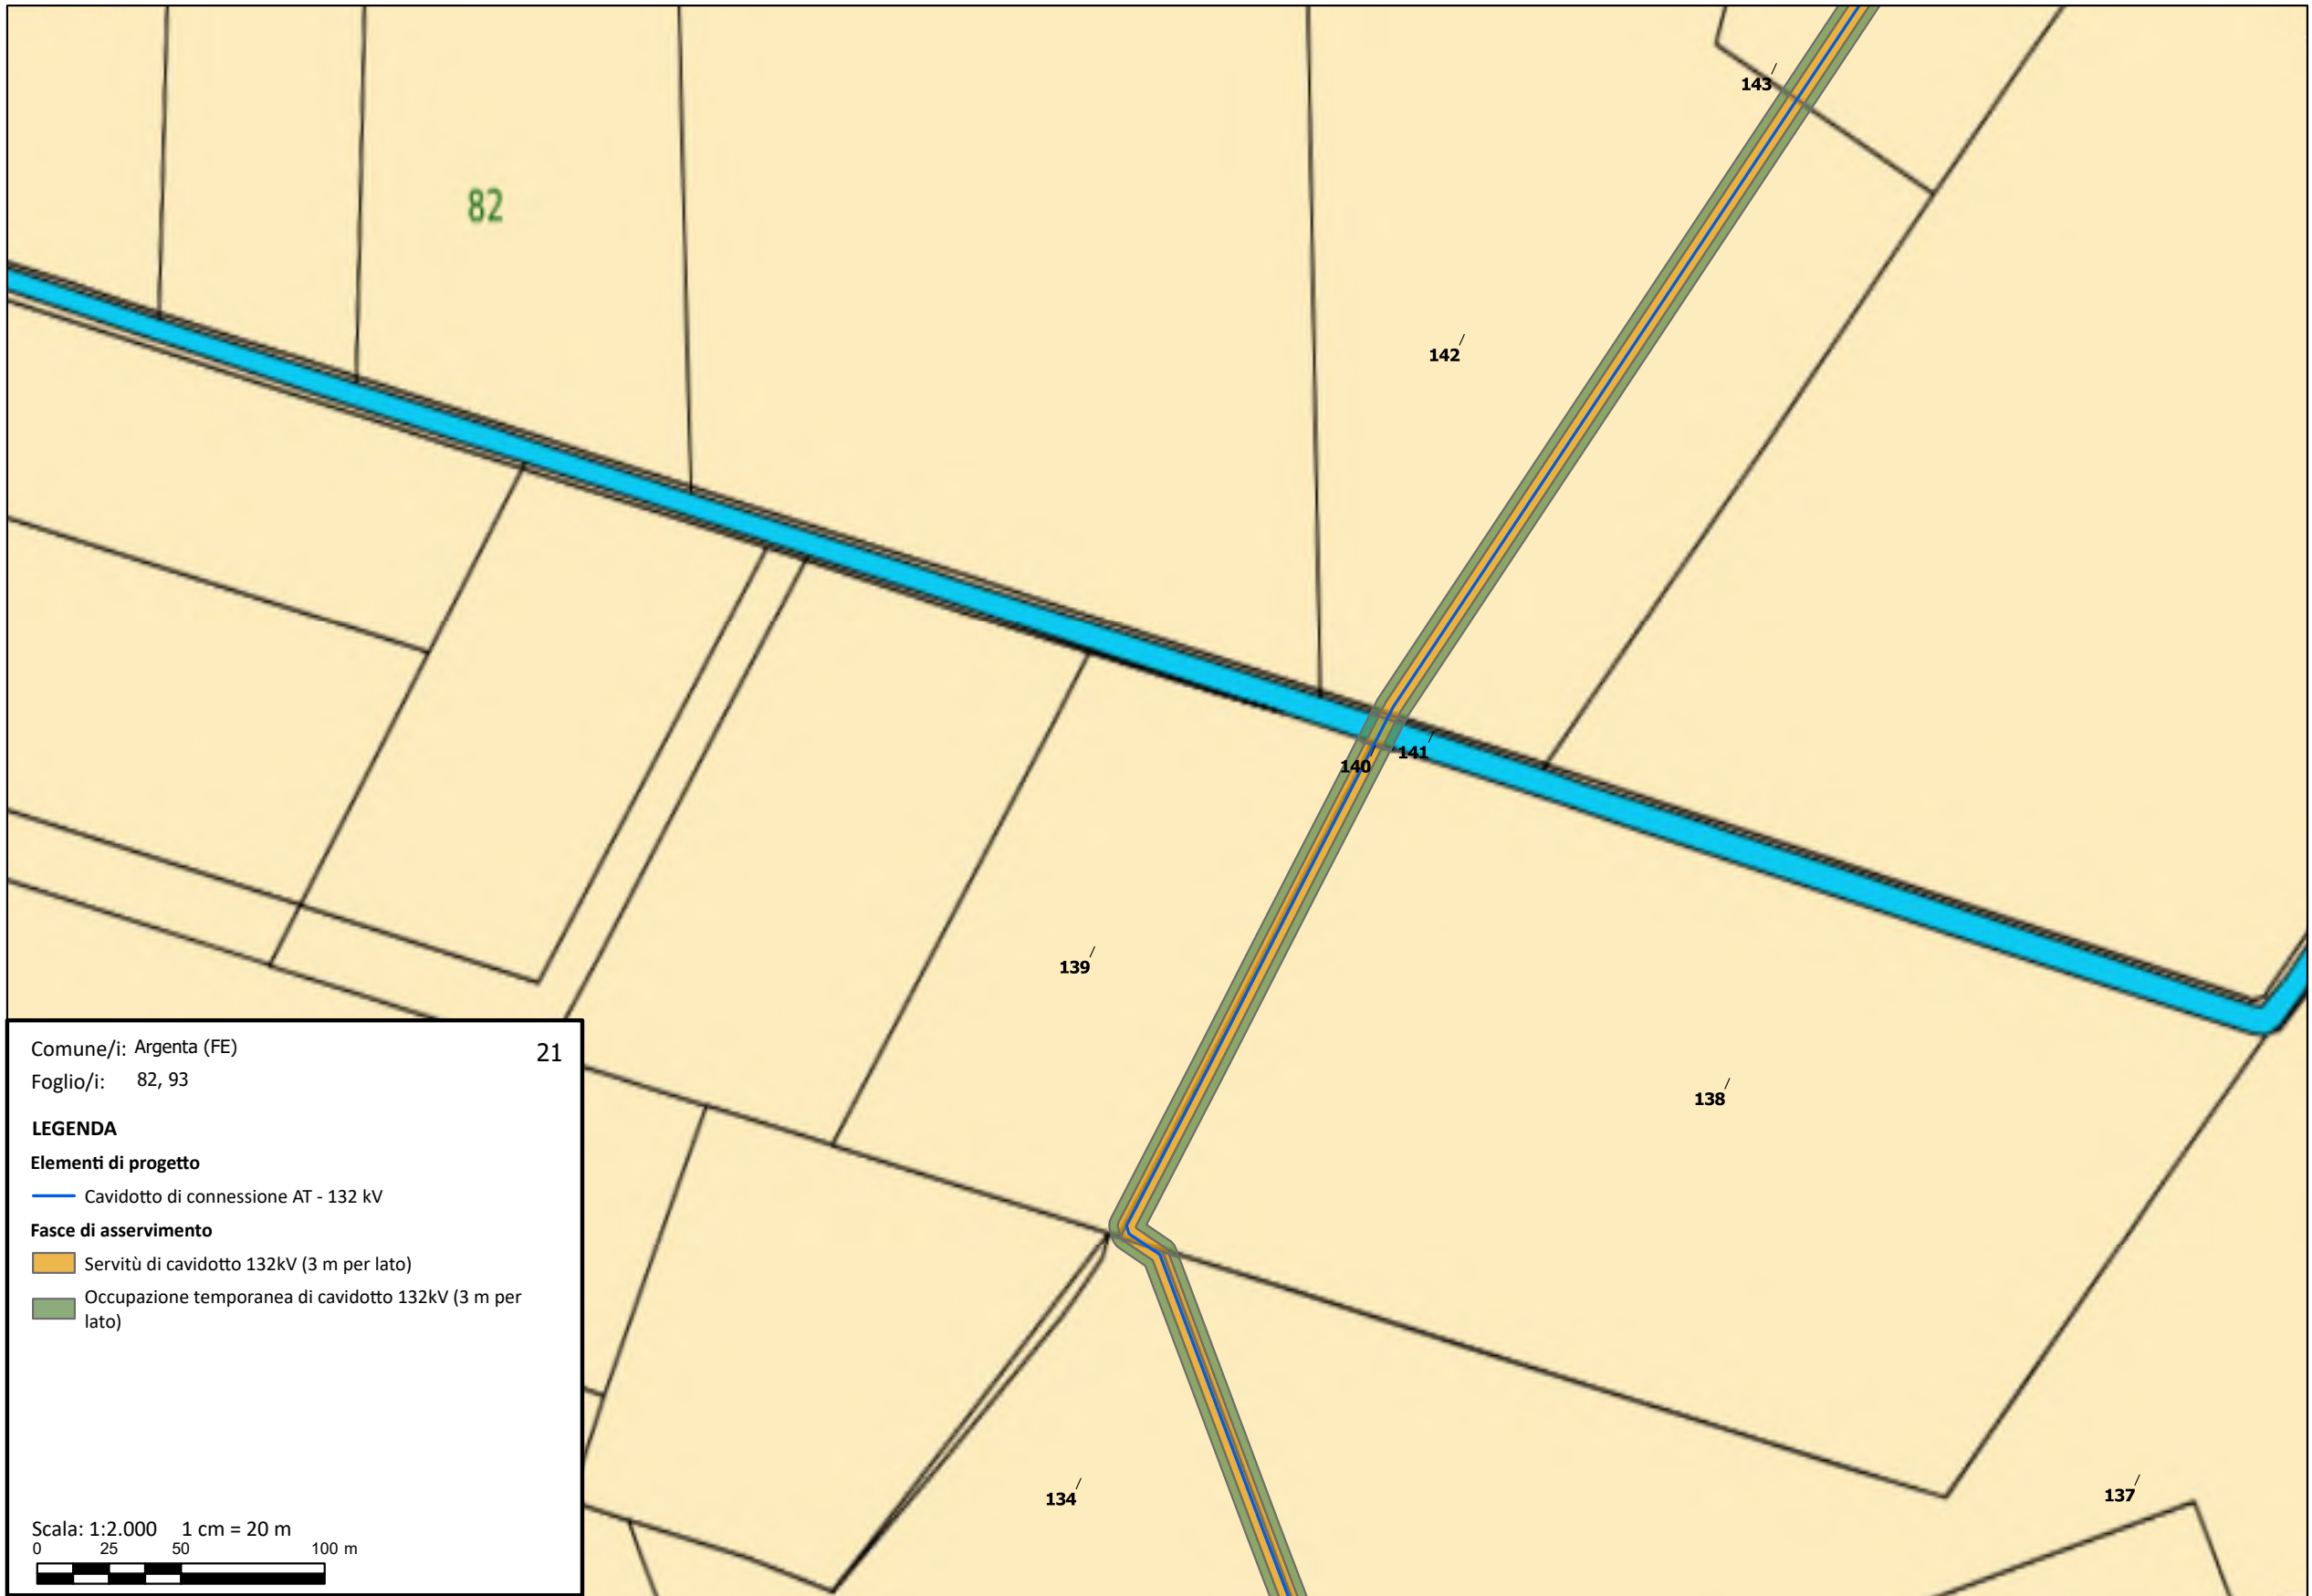 143
82
142
141
140
139
138
134
137
Comune/i: Argenta (FE)
21
Foglio/i: 82, 93
LEGENDA
Elementi di progetto
Cavidotto di connessione AT - 132 kV
Fasce di asservimento
Servitù di cavidotto 132kV (3 m per lato)
Occupazione temporanea di cavidotto 132kV (3 m per
lato)
Scala: 1:2.000 1 cm = 20 m
0 25 50 100 m